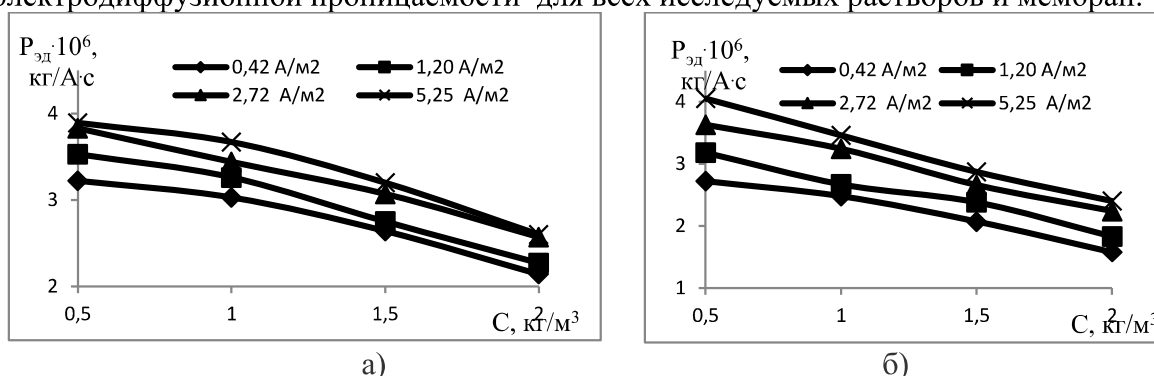 электродиффузионной проницаемости для всех исследуемых растворов и мембран.
Рэд·10⁶,
кг/А·с
0,42 А/м2
1,20 А/м2
2,72 А/м2
5,25 А/м2
4
3
2
0,5
1
1,5
2
С, кг/м³
а)
Рэд·10⁶,
кг/А·с
0,42 А/м2
1,20 А/м2
2,72 А/м2
5,25 А/м2
4
3
2
1
0,5
1
1,5
2
С, кг/м³
б)